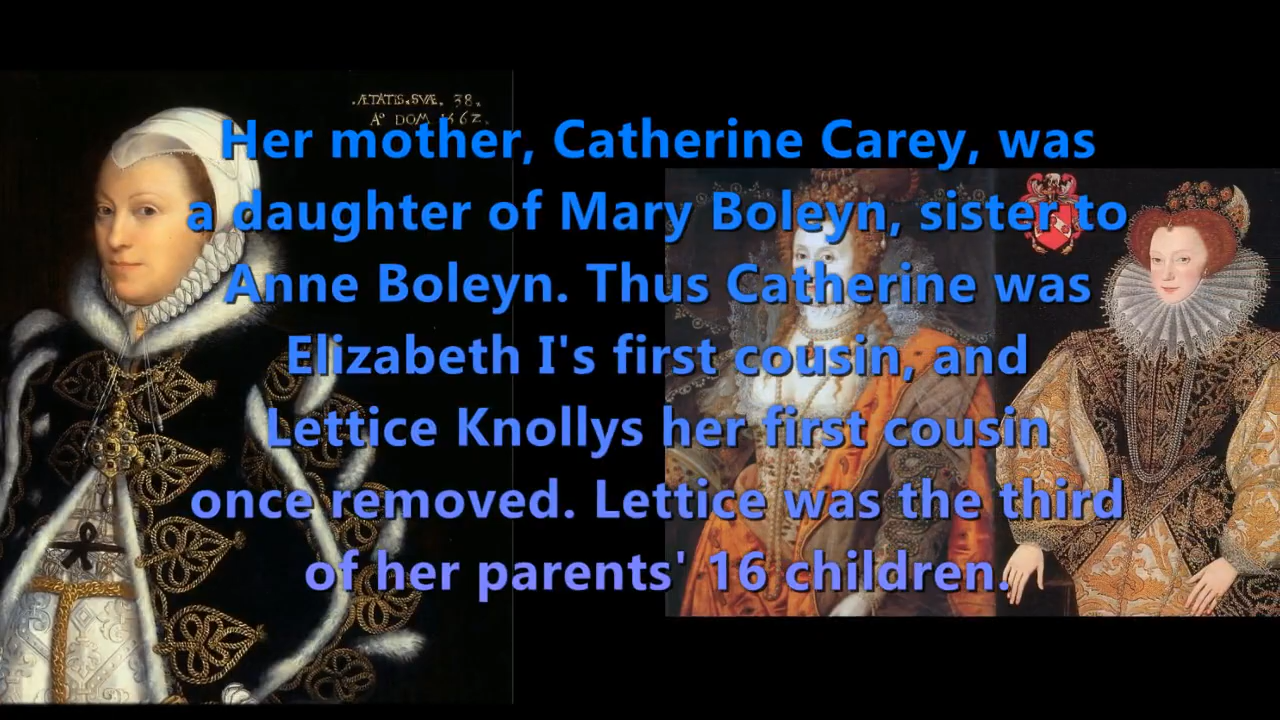 .ÆTATIS.SVÆ. 38.
Aº DOM 1562.
Her mother, Catherine Carey, was
a daughter of Mary Boleyn, sister to
Anne Boleyn. Thus Catherine was
Elizabeth I's first cousin, and
Lettice Knollys her first cousin
once removed. Lettice was the third
of her parents' 16 children.